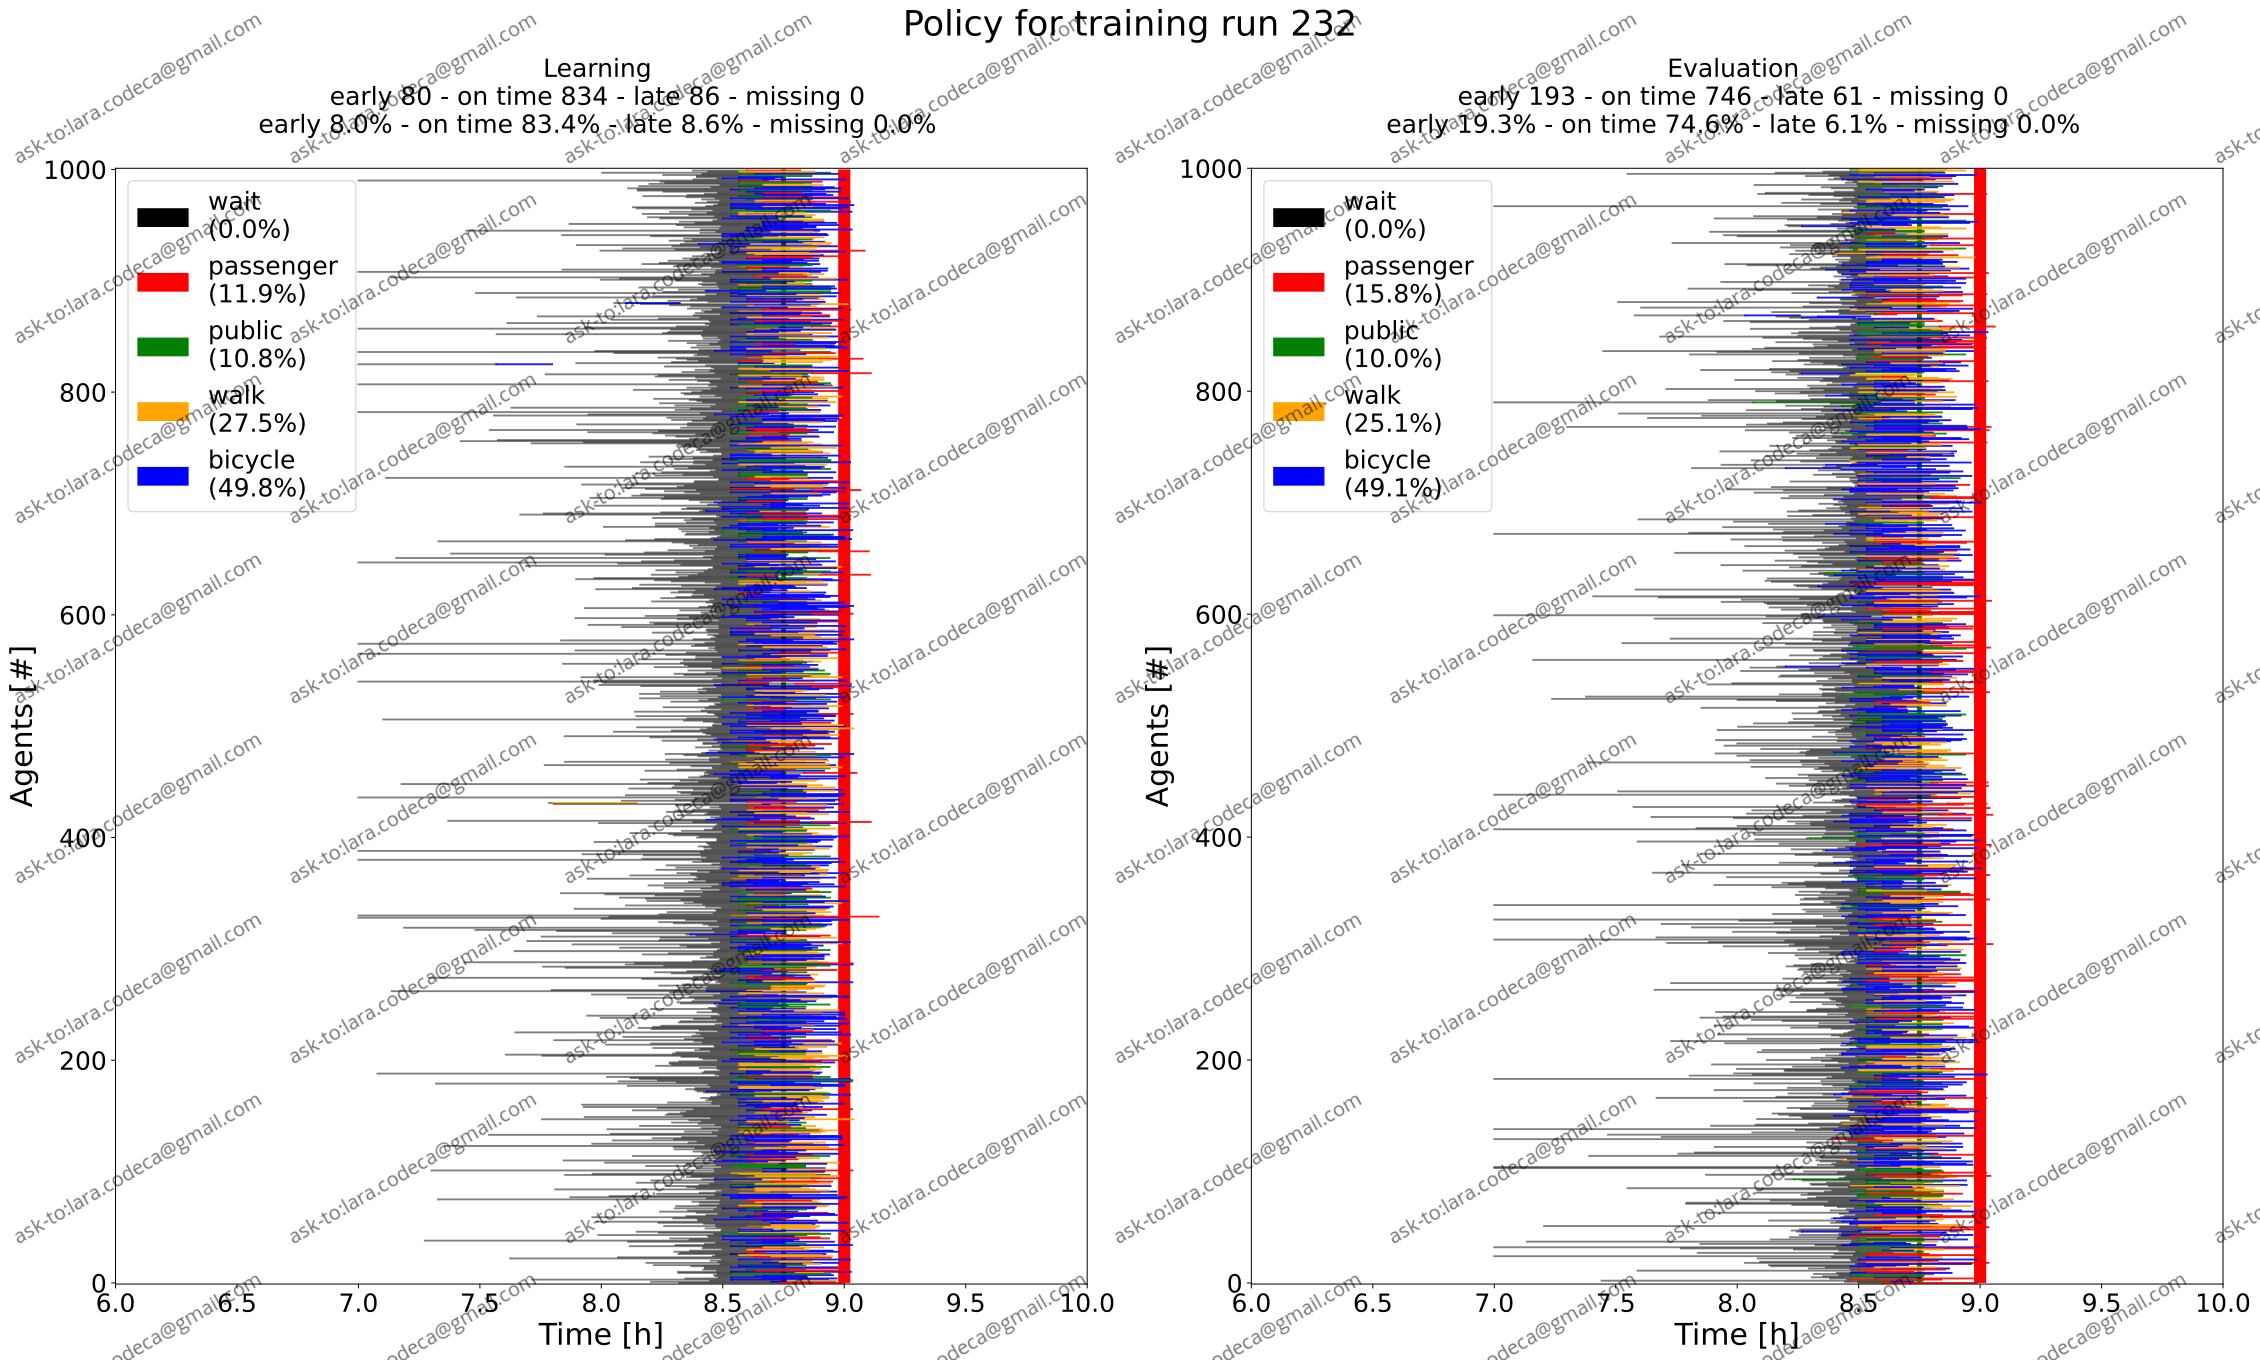 Policy for training run 232
Learning
early 80 - on time 834 - late 86 - missing 0
early 8.0% - on time 83.4% - late 8.6% - missing 0.0%
1000
800
600
400
200
0
Agents [#]
wait
(0.0%)
passenger
(11.9%)
public
(10.8%)
walk
(27.5%)
bicycle
(49.8%)
6.0 6.5 7.0 7.5 8.0 8.5 9.0 9.5 10.0
Time [h]
Evaluation
early 193 - on time 746 - late 61 - missing 0
early 19.3% - on time 74.6% - late 6.1% - missing 0.0%
1000
800
600
400
200
0
Agents [#]
wait
(0.0%)
passenger
(15.8%)
public
(10.0%)
walk
(25.1%)
bicycle
(49.1%)
6.0 6.5 7.0 7.5 8.0 8.5 9.0 9.5 10.0
Time [h]
ask-to:lara.codeca@gmail.com